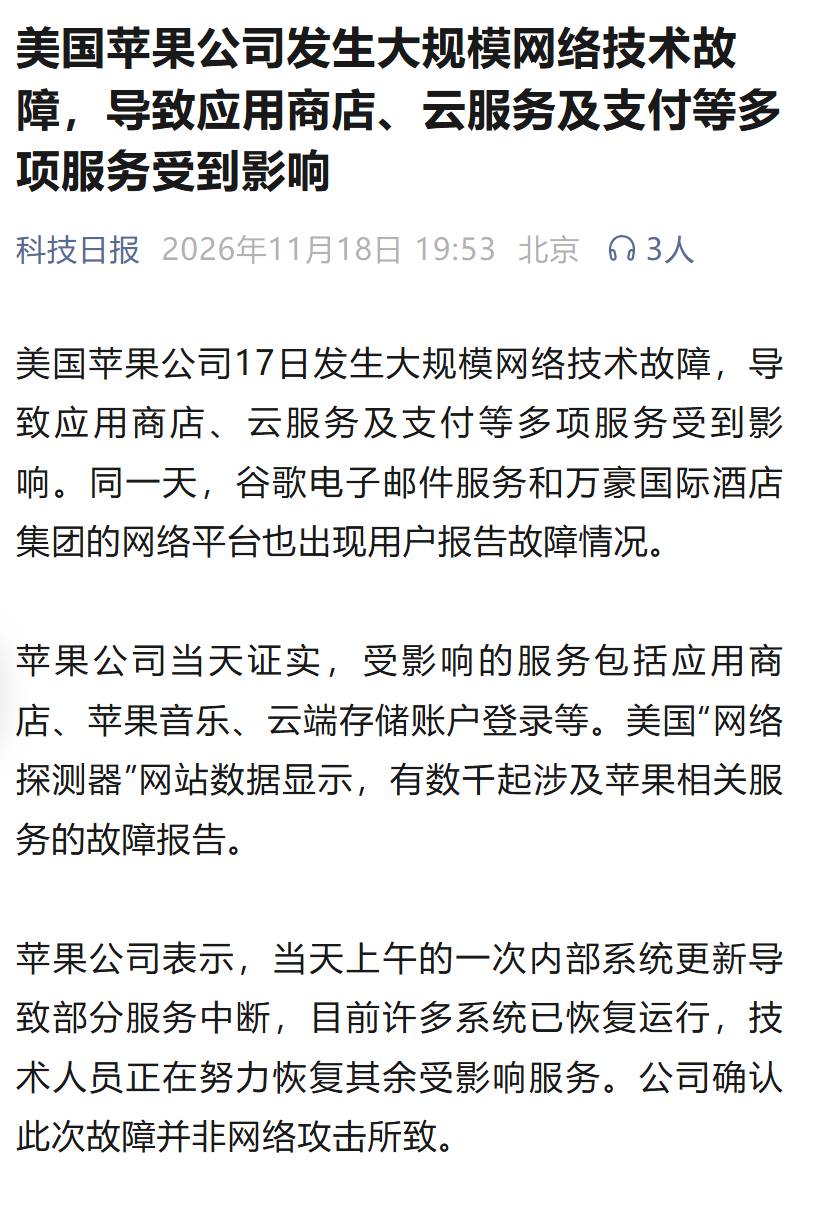 美国苹果公司发生大规模网络技术故
障，导致应用商店、云服务及支付等多
项服务受到影响
科技日报 2026年11月18日 19:53 北京 3人
美国苹果公司17日发生大规模网络技术故障，导
致应用商店、云服务及支付等多项服务受到影
响。同一天，谷歌电子邮件服务和万豪国际酒店
集团的网络平台也出现用户报告故障情况。
苹果公司当天证实，受影响的服务包括应用商
店、苹果音乐、云端存储账户登录等。美国“网络
探测器”网站数据显示，有数千起涉及苹果相关服
务的故障报告。
苹果公司表示，当天上午的一次内部系统更新导
致部分服务中断，目前许多系统已恢复运行，技
术人员正在努力恢复其余受影响服务。公司确认
此次故障并非网络攻击所致。